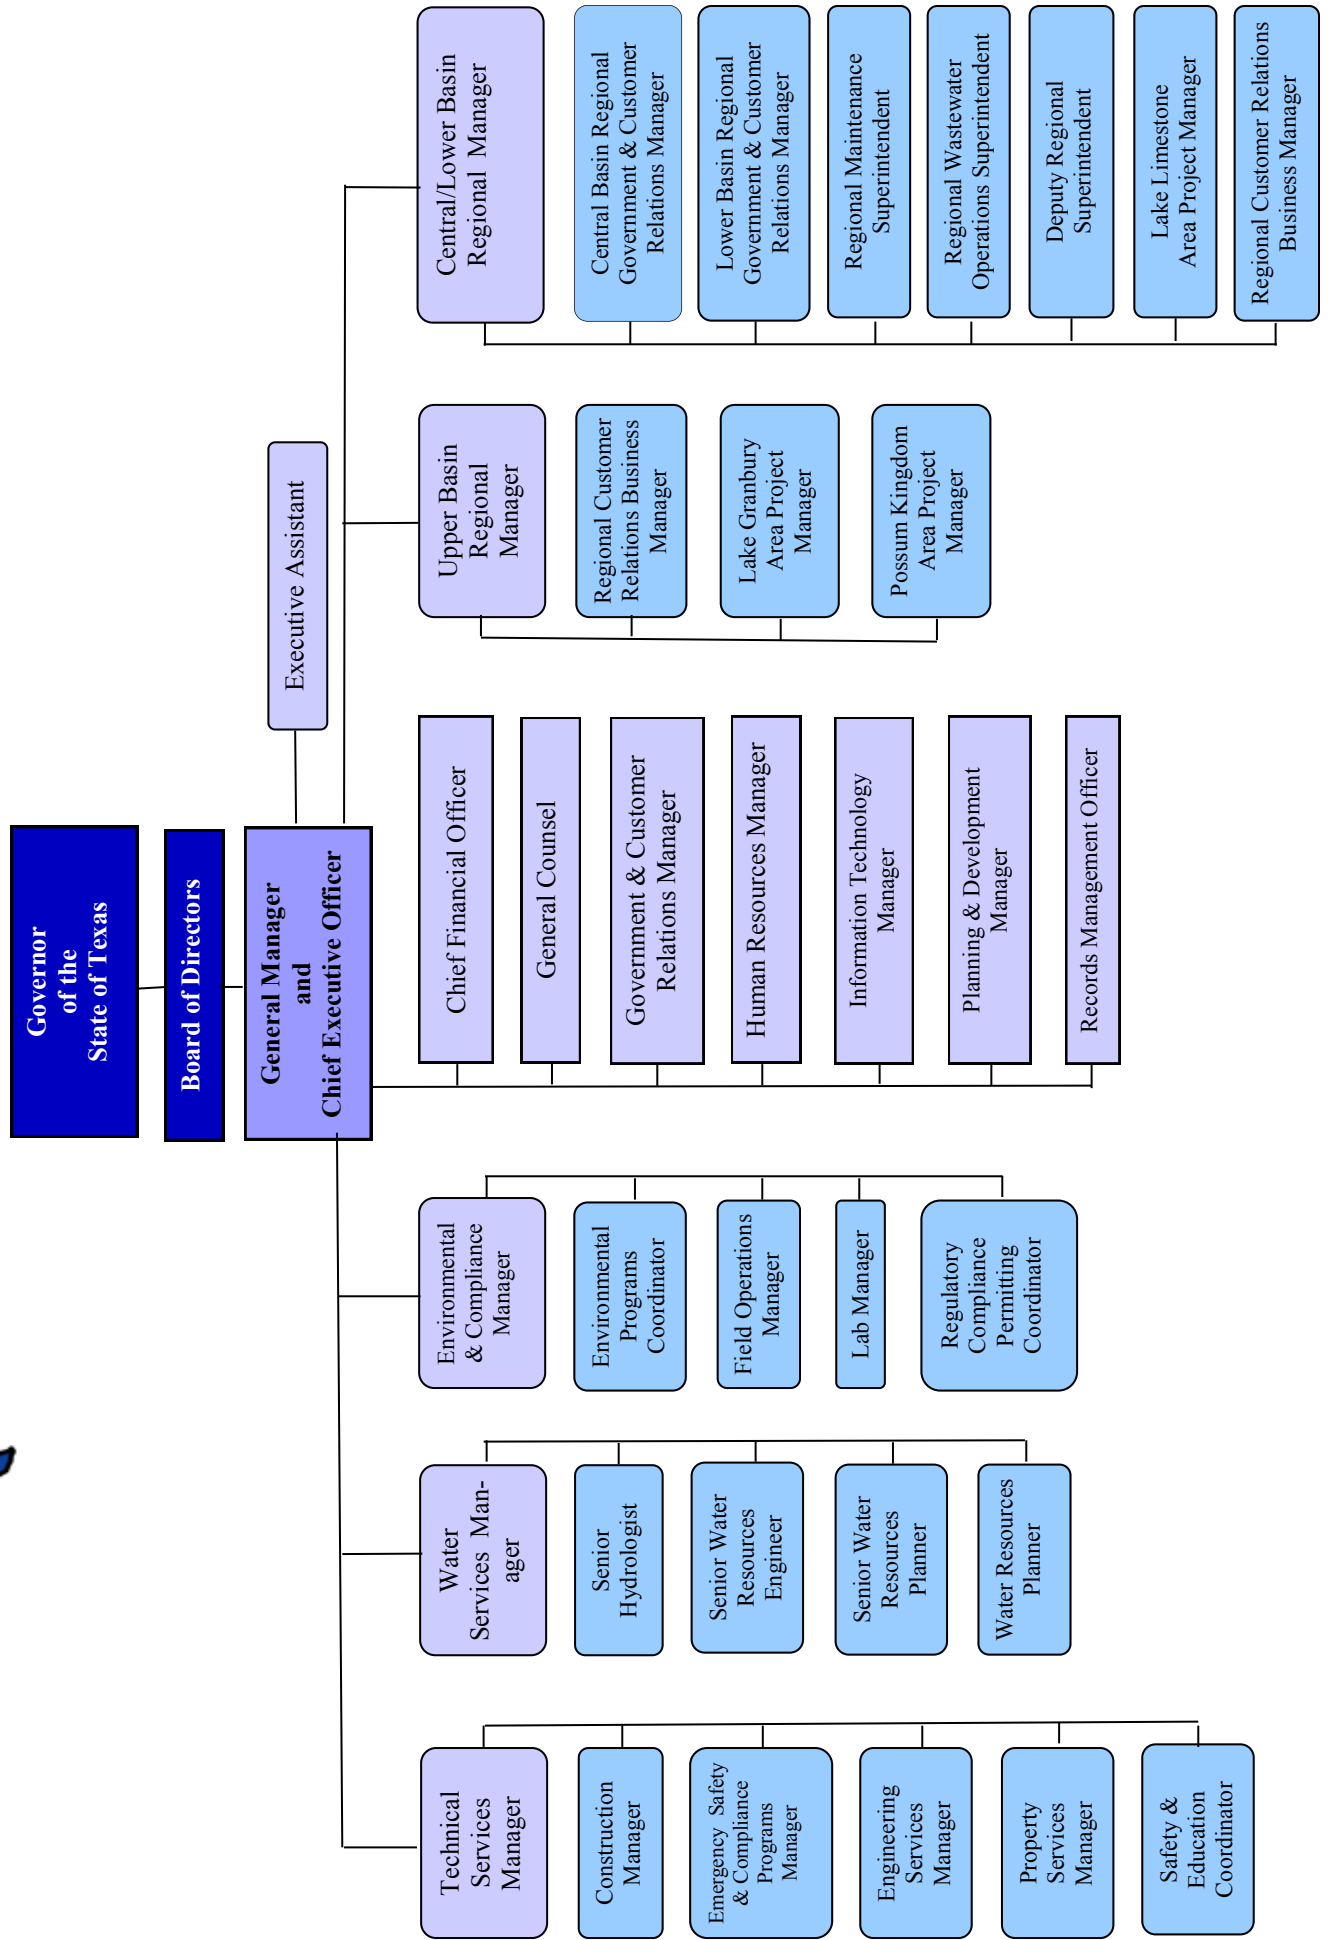 Governor
of the
State of Texas
Board of Directors
General Manager
and
Chief Executive Officer
Executive Assistant
Technical
Services
Manager
Construction
Manager
Emergency  Safety
& Compliance
Programs
Manager
Engineering
Services
Manager
Property
Services
Manager
Safety &
Education
Coordinator
Water
Services  Man-
ager
Senior
Hydrologist
Senior Water
Resources
Engineer
Senior Water
Resources
Planner
Water Resources
Planner
Environmental
& Compliance
Manager
Environmental
Programs
Coordinator
Field Operations
Manager
Lab Manager
Regulatory
Compliance
Permitting
Coordinator
Chief Financial Officer
General Counsel
Government & Customer
Relations Manager
Human Resources Manager
Information Technology
Manager
Planning & Development
Manager
Records Management Officer
Upper Basin
Regional
Manager
Regional Customer
Relations Business
Manager
Lake Granbury
Area Project
Manager
Possum Kingdom
Area Project
Manager
Central/Lower Basin
Regional  Manager
Central Basin Regional
Government & Customer
Relations Manager
Lower Basin Regional
Government & Customer
Relations Manager
Regional Maintenance
Superintendent
Regional Wastewater
Operations Superintendent
Deputy Regional
Superintendent
Lake Limestone
Area Project Manager
Regional Customer Relations
Business Manager